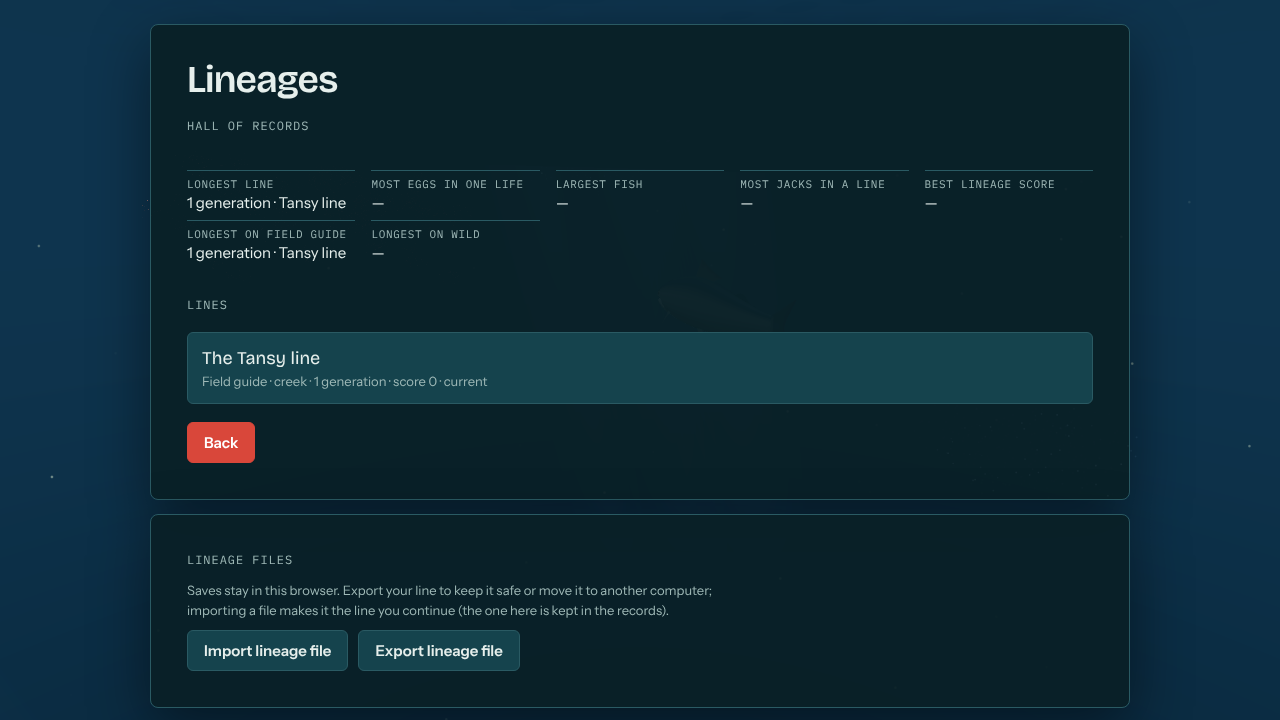 Lineages
HALL OF RECORDS
LONGEST LINE
1 generation · Tansy line
MOST EGGS IN ONE LIFE
—
LARGEST FISH
—
MOST JACKS IN A LINE
—
BEST LINEAGE SCORE
—
LONGEST ON FIELD GUIDE
1 generation · Tansy line
LONGEST ON WILD
—
LINES
The Tansy line
Field guide · creek · 1 generation · score 0 · current
Back
LINEAGE FILES
Saves stay in this browser. Export your line to keep it safe or move it to another computer;
importing a file makes it the line you continue (the one here is kept in the records).
Import lineage file
Export lineage file